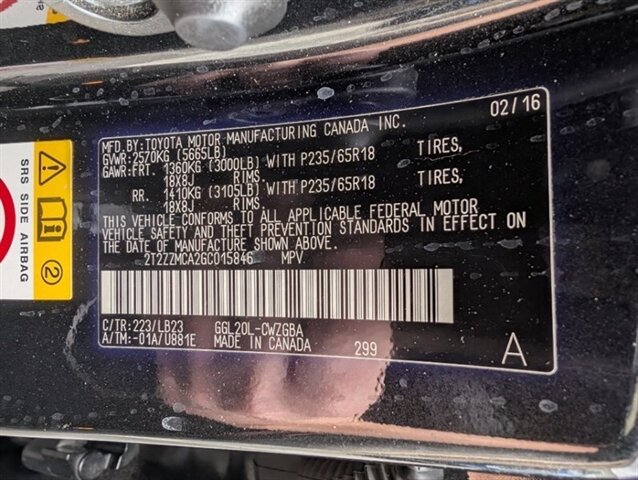 02/16
MFD.BY: TOYOTA MOTOR MANUFACTURING CANADA INC.
GVWR: 2570KG (5665LB)
GAWR: FRT. 1360KG (3000LB) WITH P235/65R18 TIRES,
18X8J RIMS
RR. 1410KG (3105LB) WITH P235/65R18 TIRES,
18X8J RIMS.
THIS VEHICLE CONFORMS TO ALL APPLICABLE FEDERAL MOTOR
VEHICLE SAFETY AND THEFT PREVENTION STANDARDS IN EFFECT ON
THE DATE OF MANUFACTURE SHOWN ABOVE.
2T2ZZMCA2GC015846 MPV
C/TR: 223/LB23 GGL20L-CWZGBA
A/TM: -01A/U881E MADE IN CANADA 299
A
SRS SIDE AIRBAG
2